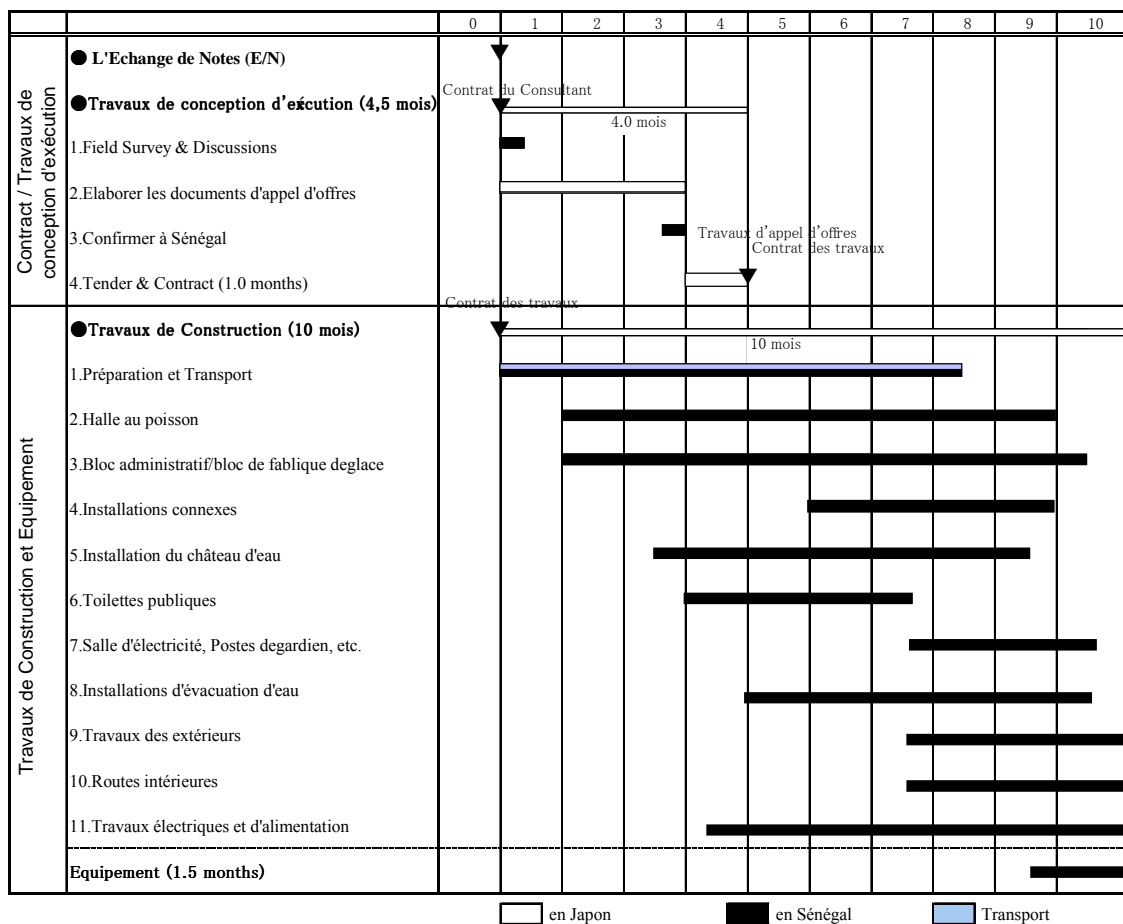 0 1 2 3 4 5 6 7 8 9 10
Contract / Travaux de conception d'exécution
● L'Echange de Notes (E/N)
Contrat du Consultant
●Travaux de conception d'exécution (4,5 mois)
4.0 mois
1.Field Survey & Discussions
2.Elaborer les documents d'appel d'offres
3.Confirmer à Sénégal
Travaux d'appel d'offres
Contrat des travaux
4.Tender & Contract (1.0 months)
Travaux de Construction et Equipement
Contrat des travaux
●Travaux de Construction (10 mois)
10 mois
1.Préparation et Transport
2.Halle au poisson
3.Bloc administratif/bloc de fablique deglace
4.Installations connexes
5.Installation du château d'eau
6.Toilettes publiques
7.Salle d'électricité, Postes degardien, etc.
8.Installations d'évacuation d'eau
9.Travaux des extérieurs
10.Routes intérieures
11.Travaux électriques et d'alimentation
Equipement (1.5 months)
en Japon en Sénégal Transport